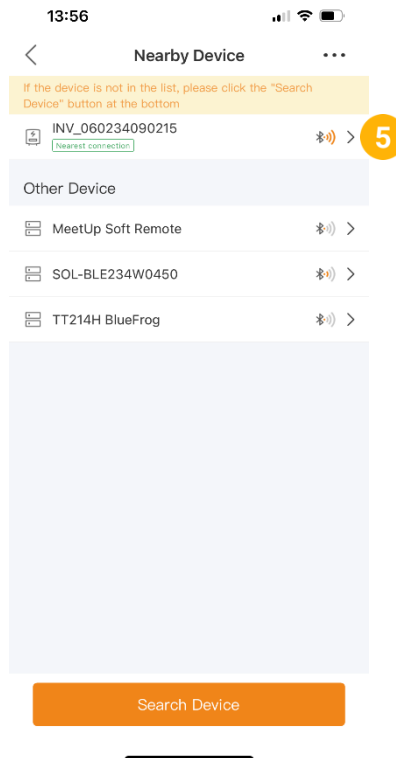 13:56
Nearby Device
If the device is not in the list, please click the "Search
Device" button at the bottom
INV_060234090215
Nearest connection
5
Other Device
MeetUp Soft Remote
SOL-BLE234W0450
TT214H BlueFrog
Search Device